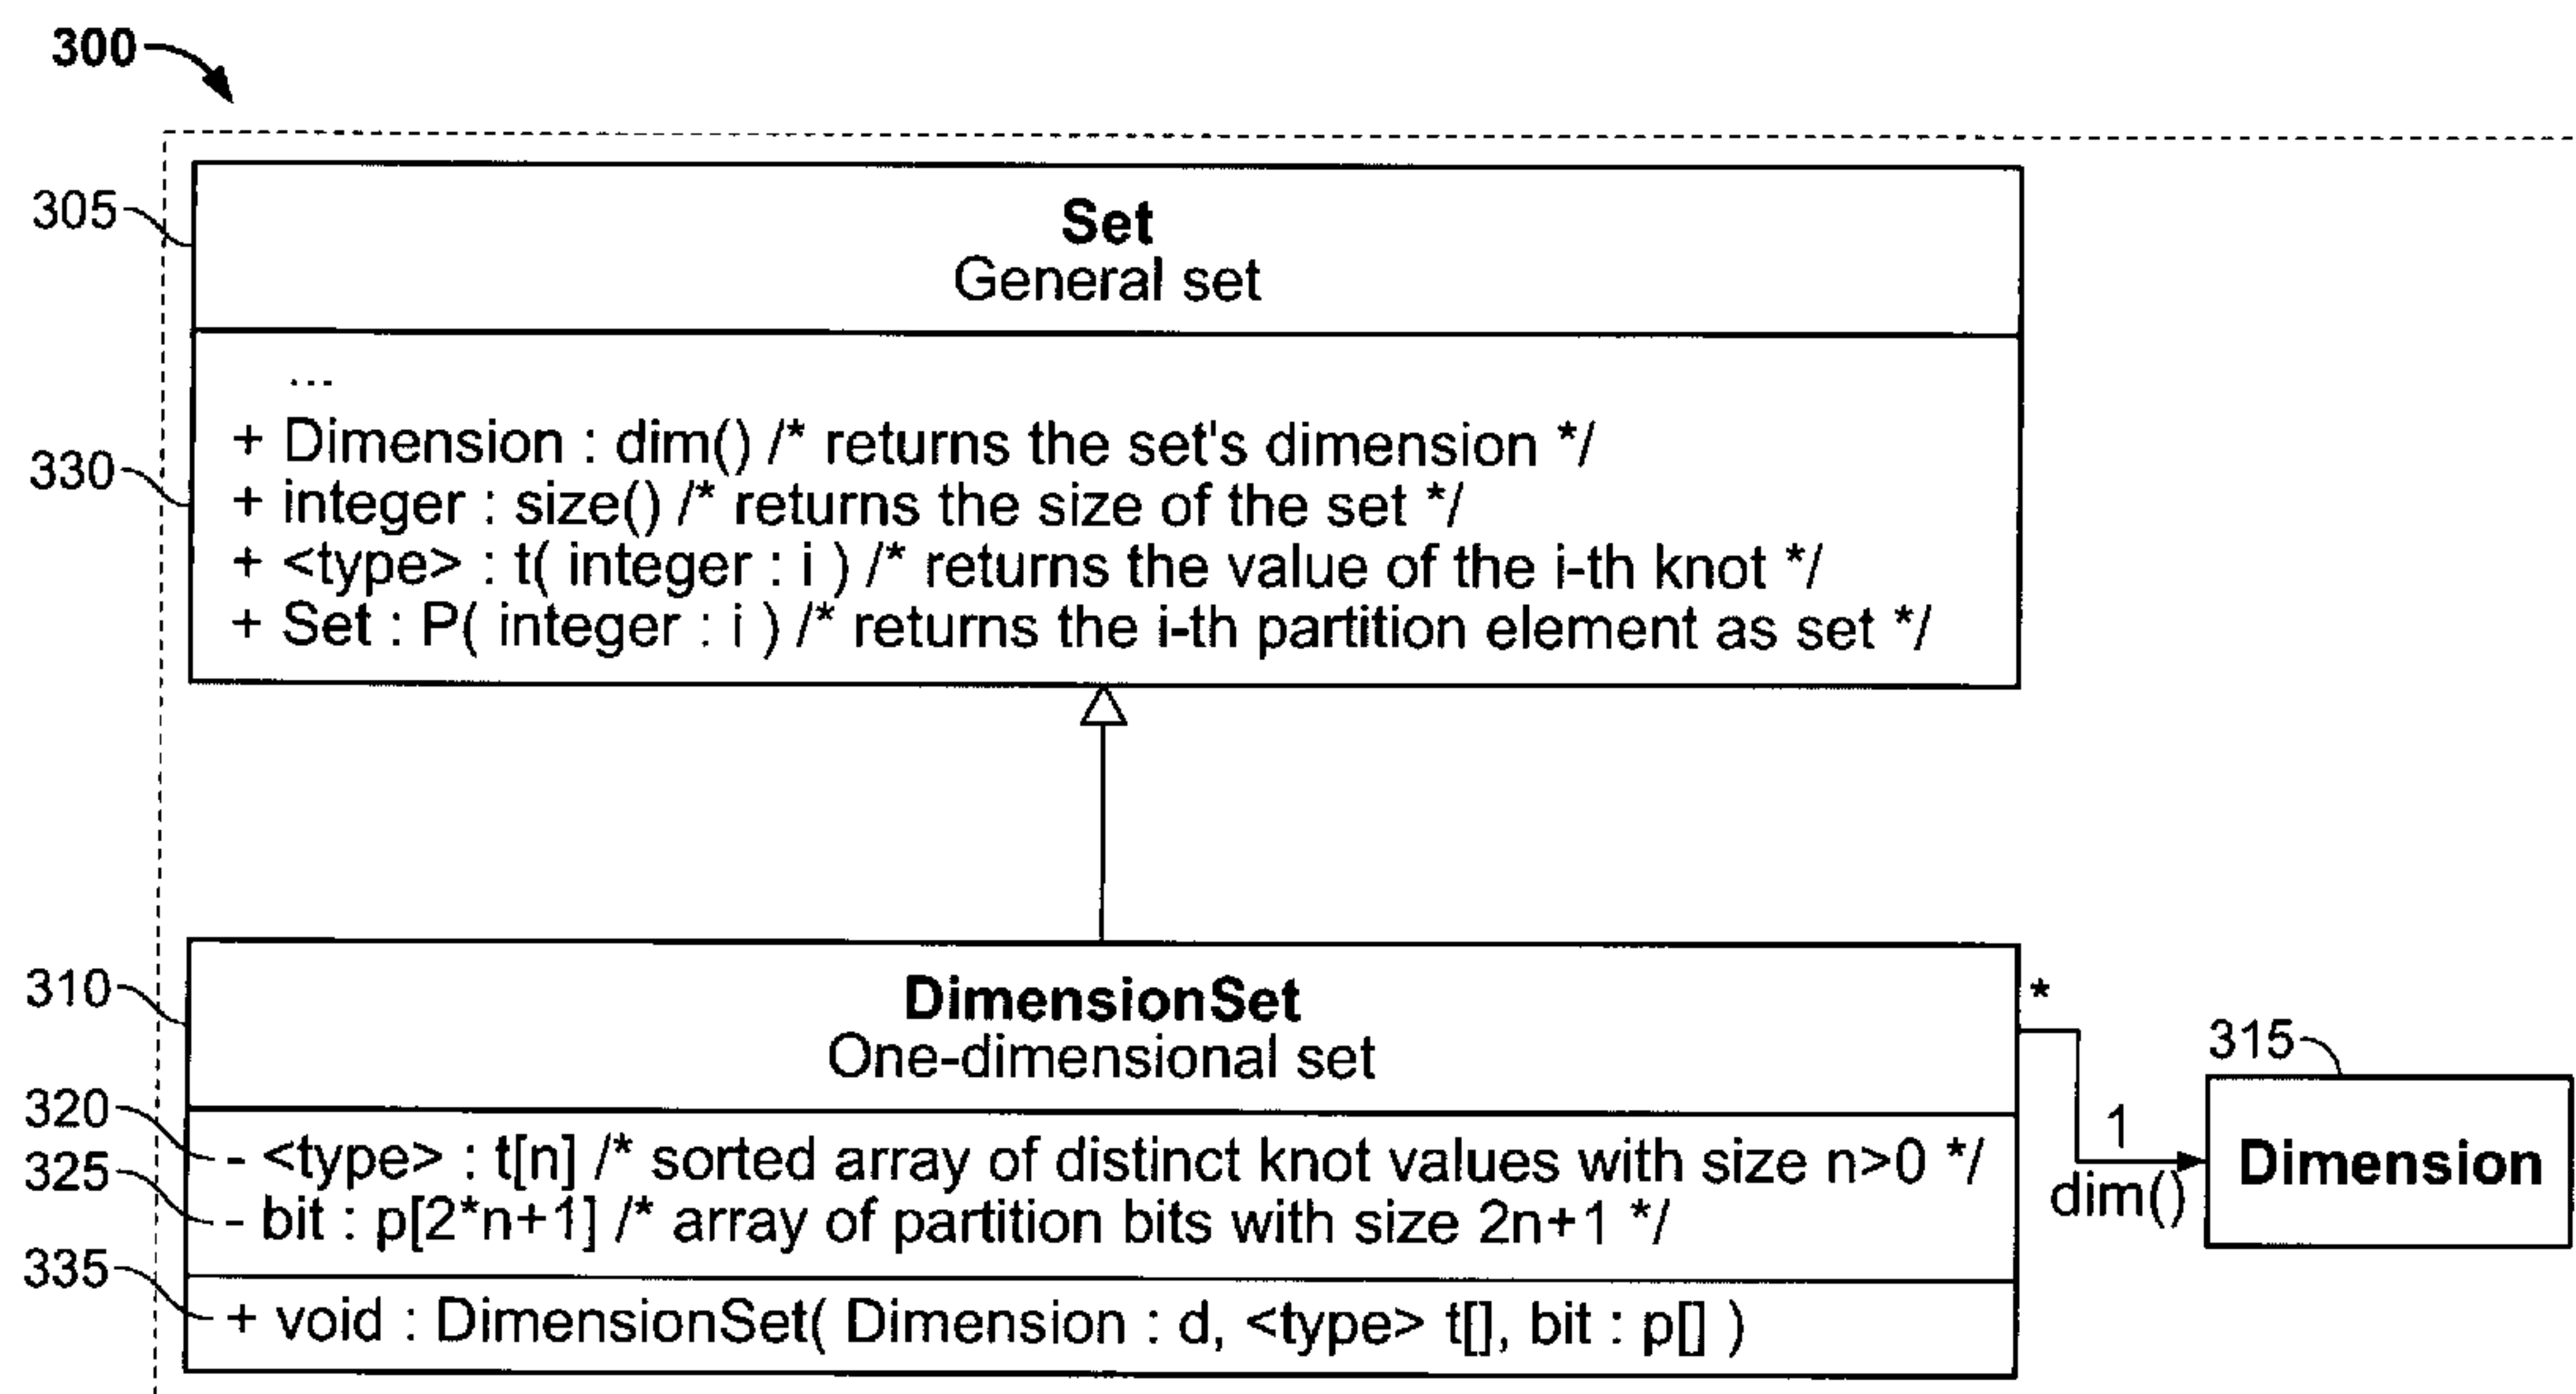 300
305
Set
General set
...
330
+ Dimension : dim() /* returns the set's dimension */
+ integer : size() /* returns the size of the set */
+ <type> : t( integer : i ) /* returns the value of the i-th knot */
+ Set : P( integer : i ) /* returns the i-th partition element as set */
310
DimensionSet
One-dimensional set
*
315
1
dim()
Dimension
320
- <type> : t[n] /* sorted array of distinct knot values with size n>0 */
325
- bit : p[2*n+1] /* array of partition bits with size 2n+1 */
335
+ void : DimensionSet( Dimension : d, <type> t[], bit : p[] )